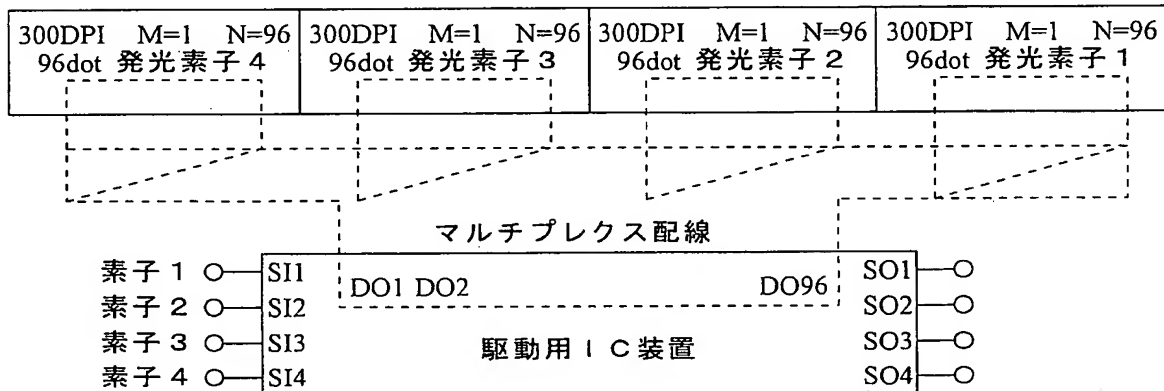 300DPI M=1 N=96
96dot 発光素子4
300DPI M=1 N=96
96dot 発光素子3
300DPI M=1 N=96
96dot 発光素子2
300DPI M=1 N=96
96dot 発光素子1
マルチプレクス配線
素子1 SI1 DO1 DO2 DO96 SO1
素子2 SI2 SO2
素子3 SI3 駆動用IC装置 SO3
素子4 SI4 SO4